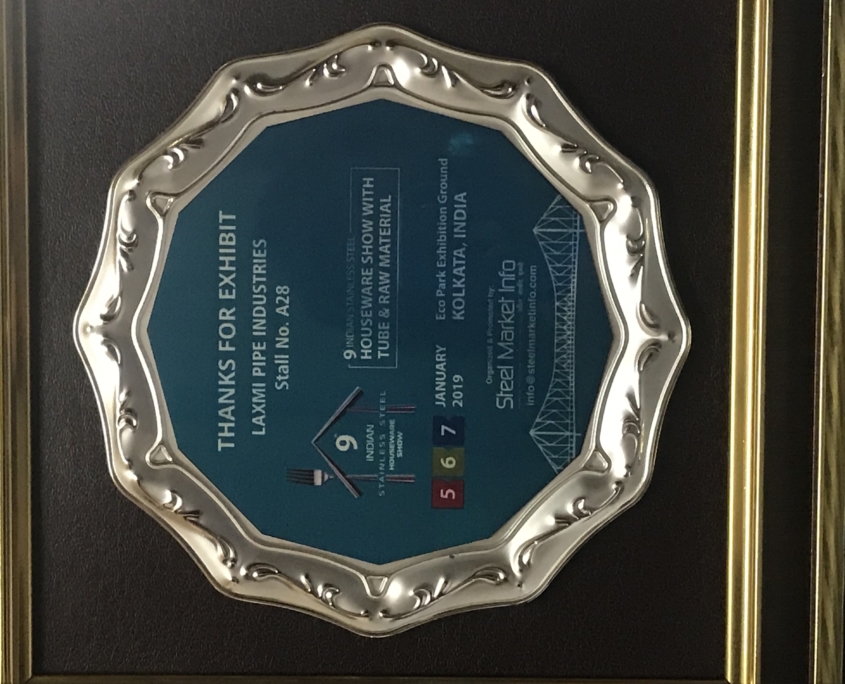 THANKS FOR EXHIBIT
LAXMI PIPE INDUSTRIES
Stall No. A28
9
INDIAN
STAINLESS STEEL
HOUSEWARE
SHOW
9 INDIAN STAINLESS STEEL
HOUSEWARE SHOW WITH
TUBE & RAW MATERIAL
5 6 7 JANUARY
2019
Eco Park Exhibition Ground
KOLKATA, INDIA
Organized & Promoted by:
Steel Market Info
info@steelmarketinfo.com